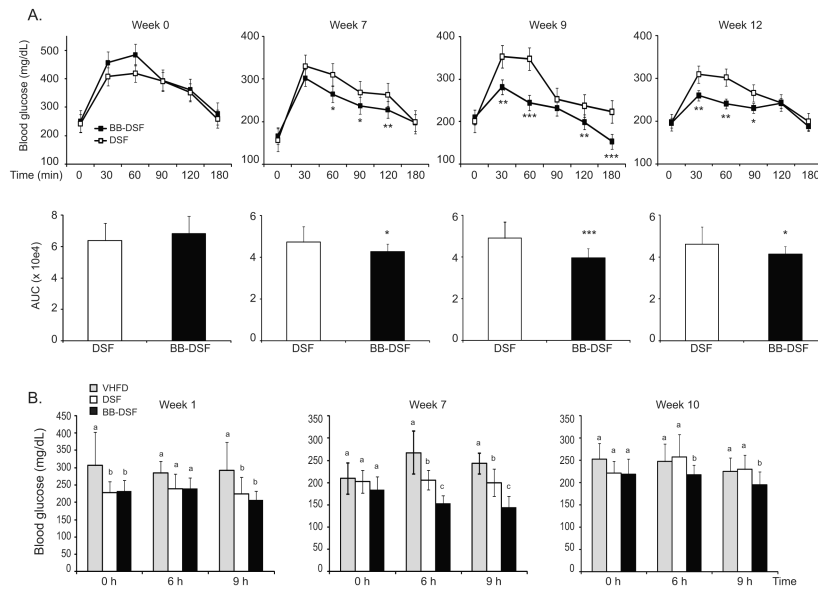 A.
Week 0
Week 7
Week 9
Week 12
Blood glucose (mg/dL)
500
400
300
200
100
BB-DSF
DSF
400
300
200
100
* * **
400
300
200
100
** *** ** ***
400
300
200
100
** ** *
Time (min) 0 30 60 90 120 180
0 30 60 90 120 180
0 30 60 90 120 180
0 30 60 90 120 180
AUC (x 10e4)
8
6
4
2
0
6
4
2
0
*
6
4
2
0
***
6
4
2
0
*
DSF BB-DSF
DSF BB-DSF
DSF BB-DSF
DSF BB-DSF
B.
VHFD
DSF
BB-DSF
Week 1
Week 7
Week 10
Blood glucose (mg/dL)
450
400
350
300
250
200
150
100
50
0
a b b a a a a b b
350
300
250
200
150
100
50
0
a a a a b c a b c
350
300
250
200
150
100
50
0
a a a a a b a a b
0 h 6 h 9 h
0 h 6 h 9 h
0 h 6 h 9 h Time